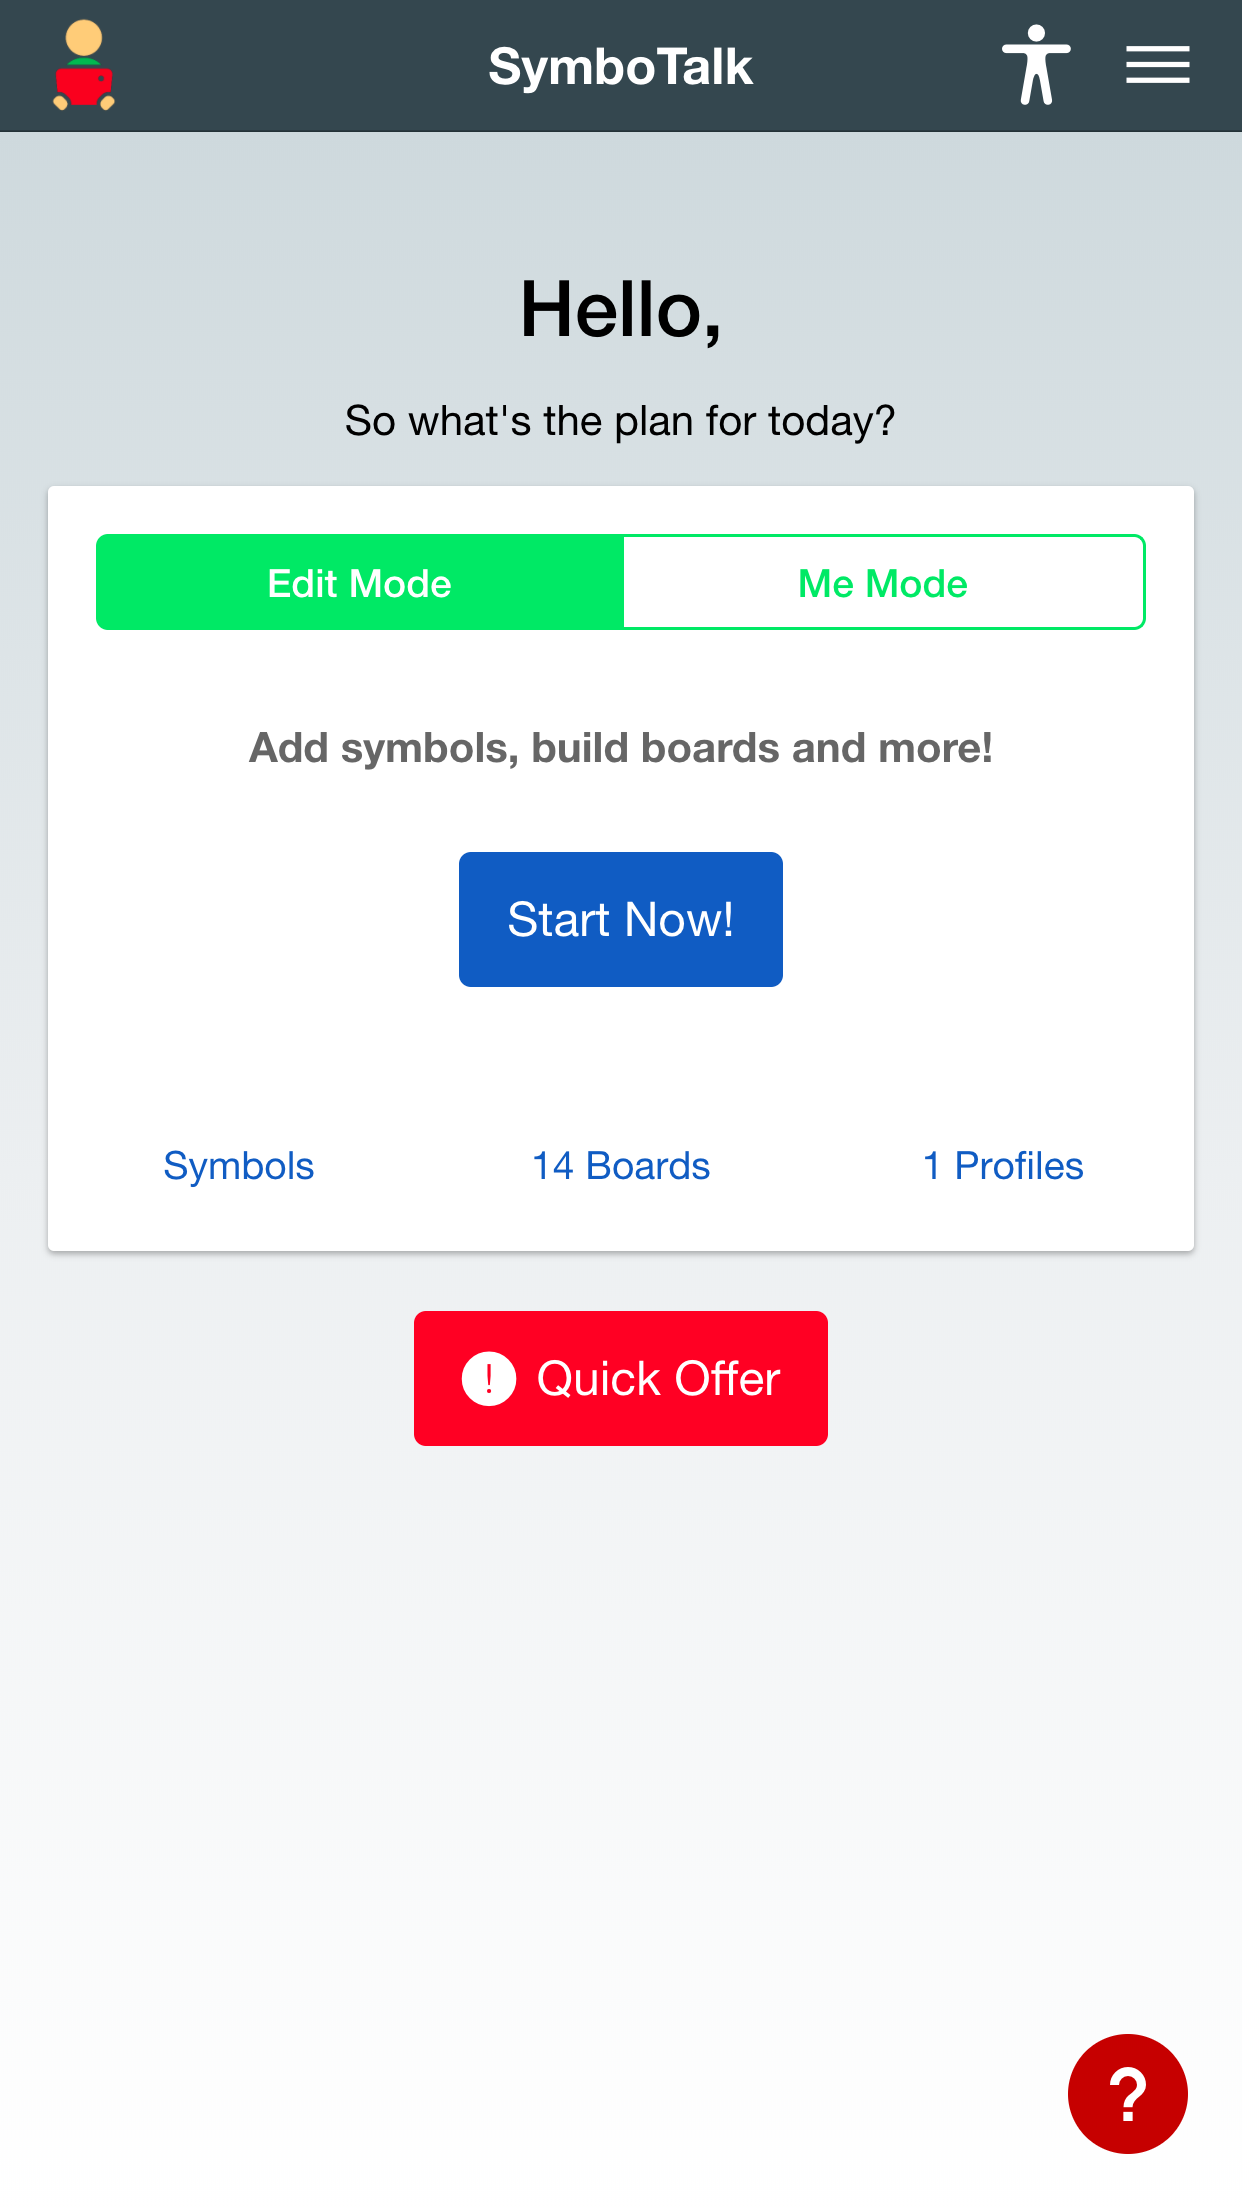 SymboTalk
Hello,
So what's the plan for today?
Edit Mode
Me Mode
Add symbols, build boards and more!
Start Now!
Symbols
14 Boards
1 Profiles
! Quick Offer
?